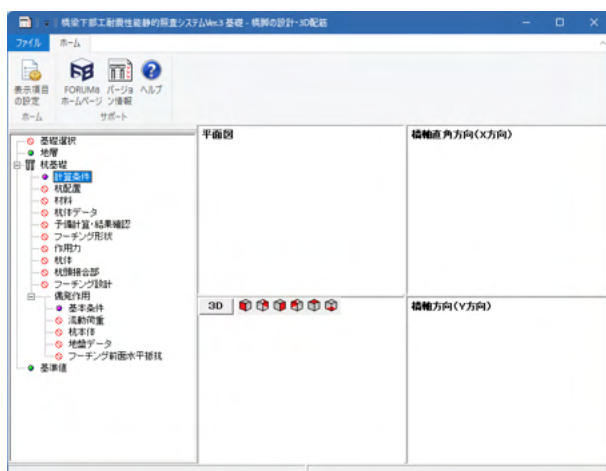 橋梁下部工耐震性能静的照査システムVer.3 基礎 - 橋脚の設計・3D配筋
ファイル ホーム
表示項目
の設定
FORUM8
ホームページ
バージョ
ン情報
ヘルプ
ホーム
サポート
基礎選択
地層
杭基礎
計算条件
杭配置
材料
杭体データ
予備計算・結果確認
フーチング形状
作用力
杭体
杭頭接合部
フーチング設計
偶発作用
基本条件
流動荷重
杭本体
地盤データ
フーチング前面水平抵抗
基準値
平面図
橋軸直角方向(X方向)
3D
橋軸方向(Y方向)